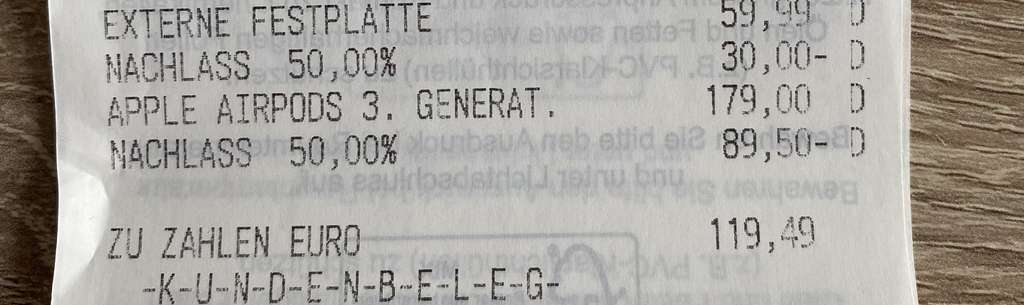 EXTERNE FESTPLATTE 59,99 D
NACHLASS 50,00% 30,00- D
APPLE AIRPODS 3. GENERAT. 179,00 D
NACHLASS 50,00% 89,50- D
ZU ZAHLEN EURO 119,49
-K-U-N-D-E-N-B-E-L-E-G-